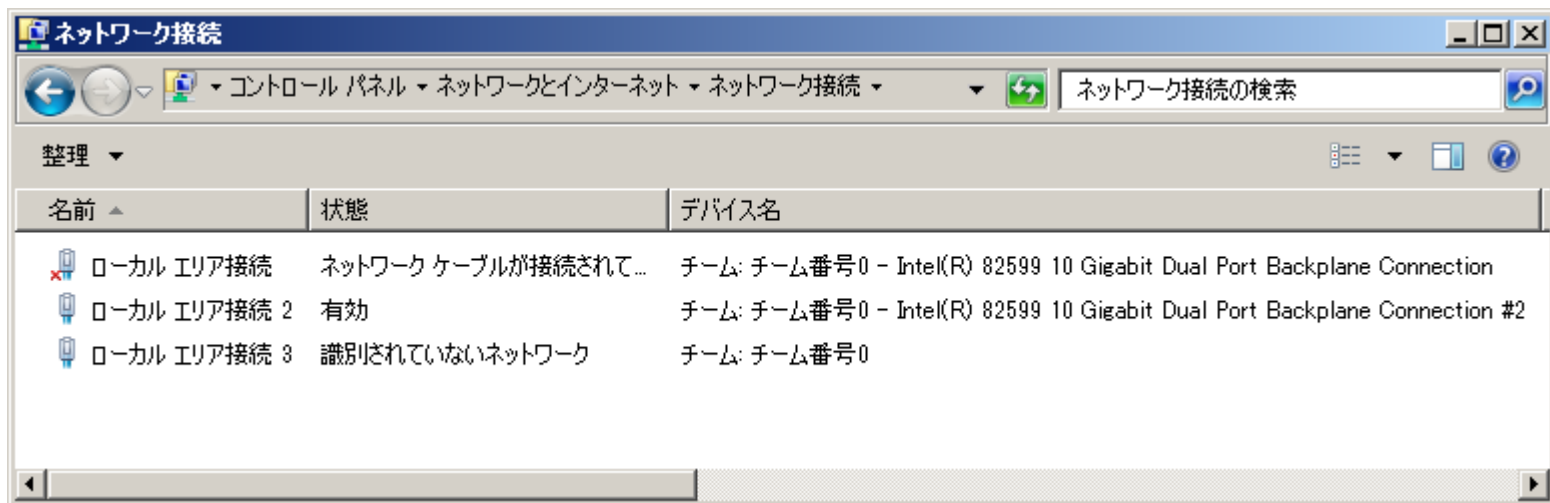 ネットワーク接続
コントロール パネル ネットワークとインターネット ネットワーク接続 ネットワーク接続の検索
整理
名前 状態 デバイス名
ローカル エリア接続 ネットワーク ケーブルが接続されて... チーム: チーム番号0 - Intel(R) 82599 10 Gigabit Dual Port Backplane Connection
ローカル エリア接続 2 有効 チーム: チーム番号0 - Intel(R) 82599 10 Gigabit Dual Port Backplane Connection #2
ローカル エリア接続 3 識別されていないネットワーク チーム: チーム番号0